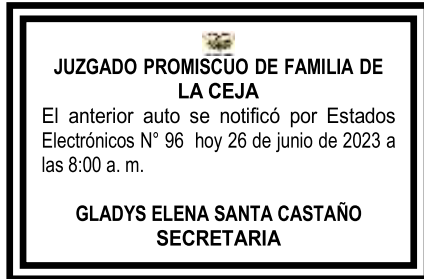 JUZGADO PROMISCUO DE FAMILIA DE
LA CEJA
El anterior auto se notificó por Estados
Electrónicos N° 96 hoy 26 de junio de 2023 a
las 8:00 a. m.
GLADYS ELENA SANTA CASTAÑO
SECRETARIA